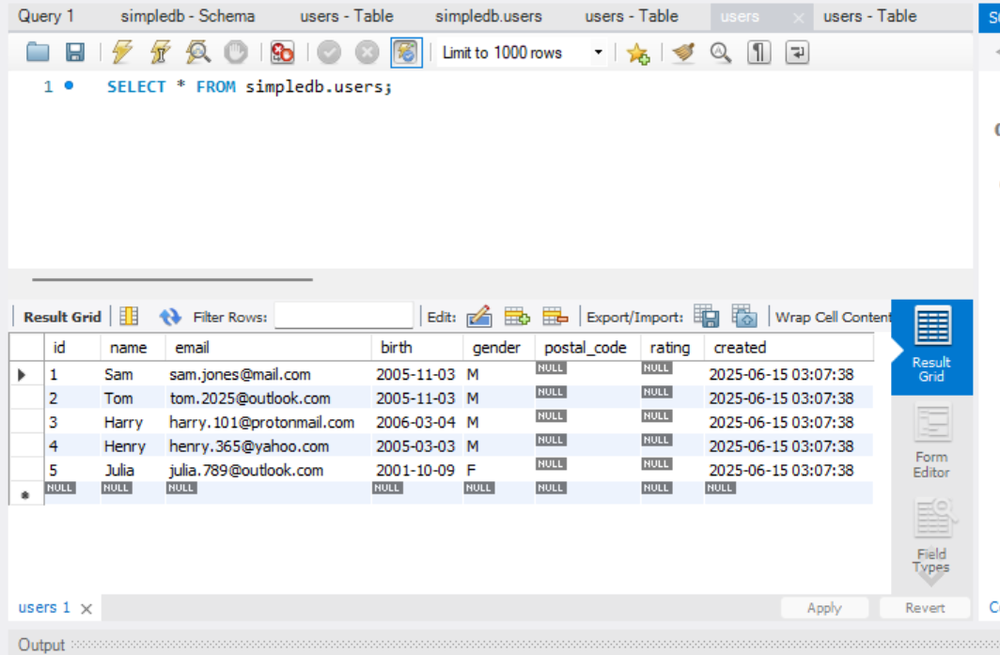 Query 1 simpledb - Schema users - Table simpledb.users users - Table users users - Table
Limit to 1000 rows
1 SELECT * FROM simpledb.users;
Result Grid Filter Rows: Edit: Export/Import: Wrap Cell Content
id name email birth gender postal_code rating created
1 Sam sam.jones@mail.com 2005-11-03 M NULL NULL 2025-06-15 03:07:38
2 Tom tom.2025@outlook.com 2005-11-03 M NULL NULL 2025-06-15 03:07:38
3 Harry harry.101@protonmail.com 2006-03-04 M NULL NULL 2025-06-15 03:07:38
4 Henry henry.365@yahoo.com 2005-03-03 M NULL NULL 2025-06-15 03:07:38
5 Julia julia.789@outlook.com 2001-10-09 F NULL NULL 2025-06-15 03:07:38
NULL NULL NULL NULL NULL NULL NULL NULL
Result
Grid
Form
Editor
Field
Types
users 1 Apply Revert
Output